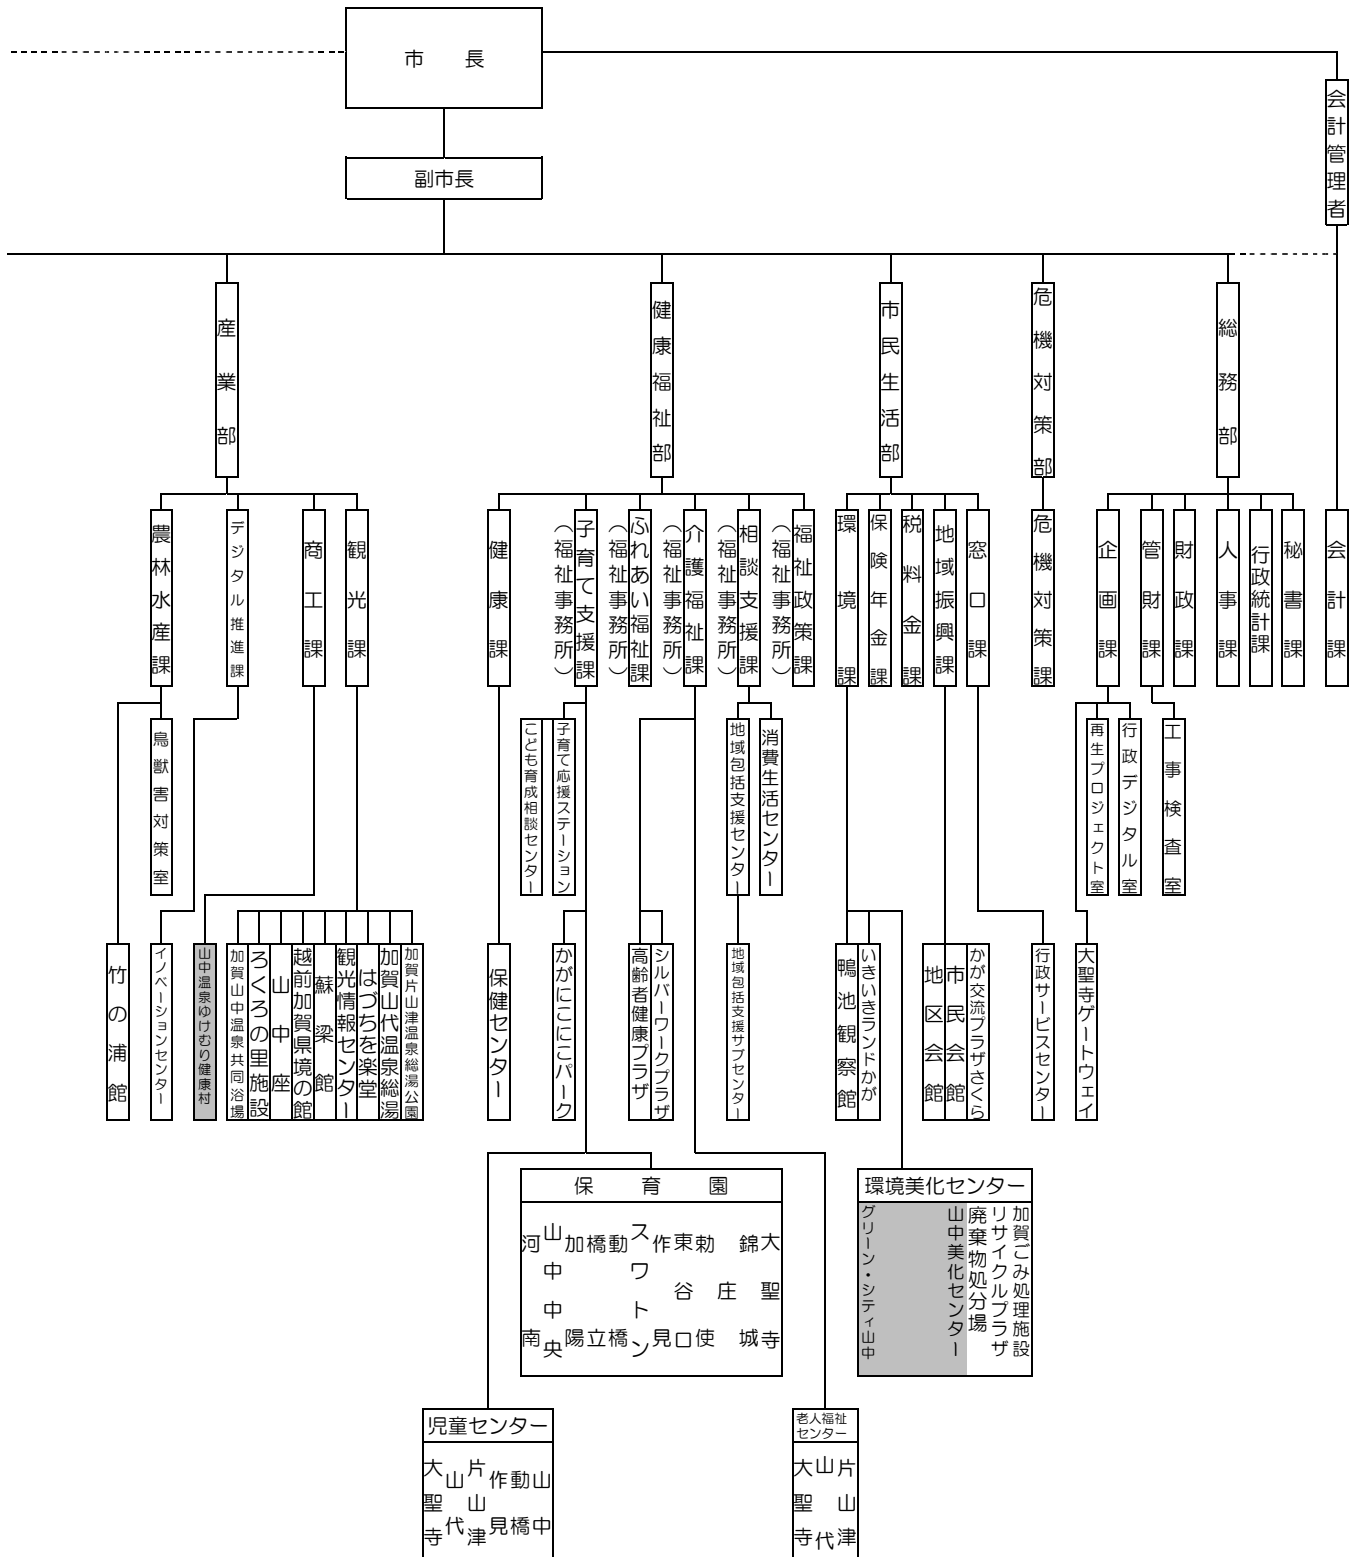 市長
副市長
会計管理者
産業部
健康福祉部
市民生活部
危機対策部
総務部
農林水産課
デジタル推進課
商工課
観光課
健康課
子育て支援課
（福祉事務所）
ふれあい福祉課
（福祉事務所）
介護福祉課
（福祉事務所）
相談支援課
（福祉事務所）
福祉政策課
（福祉事務所）
環境課
保険年金課
税料金課
地域振興課
窓口課
危機対策課
企画課
管財課
財政課
人事課
行政統計課
秘書課
会計課
鳥獣害対策室
こども育成相談センター
子育て応援ステーション
地域包括支援センター
消費生活センター
再生プロジェクト室
行政デジタル室
工事検査室
竹の浦館
イノベーションセンター
山中温泉ゆけむり健康村
加賀山中温泉共同浴場
ろくろの里施設
山中座
越前加賀県境の館
蘇梁館
観光情報センター
はづちを楽堂
加賀山代温泉総湯
加賀片山津温泉総湯公園
保健センター
かがにこにこパーク
高齢者健康プラザ
シルバーワークプラザ
地域包括支援サブセンター
鴨池観察館
いきいきランドかが
地区会館
市民会館
かが交流プラザさくら
行政サービスセンター
大聖寺ゲートウェイ
保育園
河南
山中中央
加陽
橋立
動橋
スワトン
作見
東谷口
勅使
庄
錦城
大聖寺
環境美化センター
グリーン・シティ山中
山中美化センター
廃棄物処分場
リサイクルプラザ
加賀ごみ処理施設
児童センター
大聖寺
山代
片山津
作見
動橋
山中
老人福祉
センター
大聖寺
山代
片山津